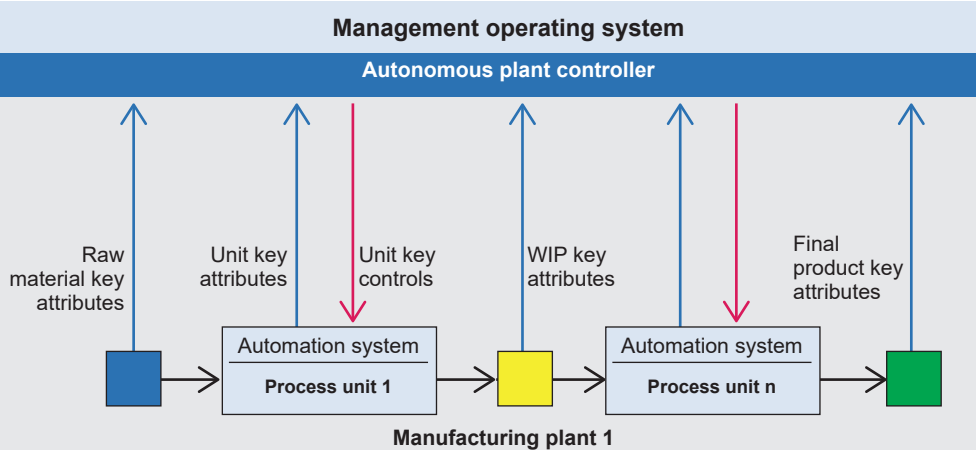 Management operating system
Autonomous plant controller
Raw
material key
attributes
Unit key
attributes
Unit key
controls
WIP key
attributes
Final
product key
attributes
Automation system
Process unit 1
Automation system
Process unit n
Manufacturing plant 1